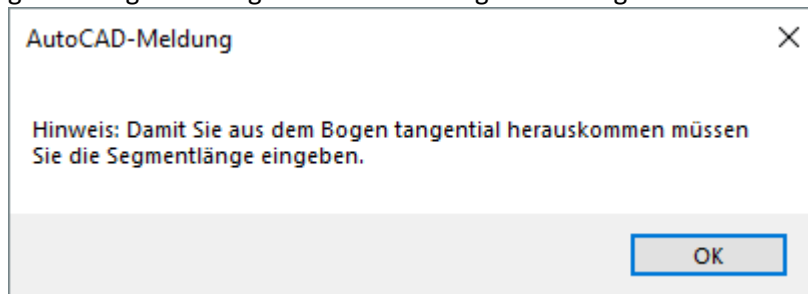 AutoCAD-Meldung
Hinweis: Damit Sie aus dem Bogen tangential herauskommen müssen
Sie die Segmentlänge eingeben.
OK